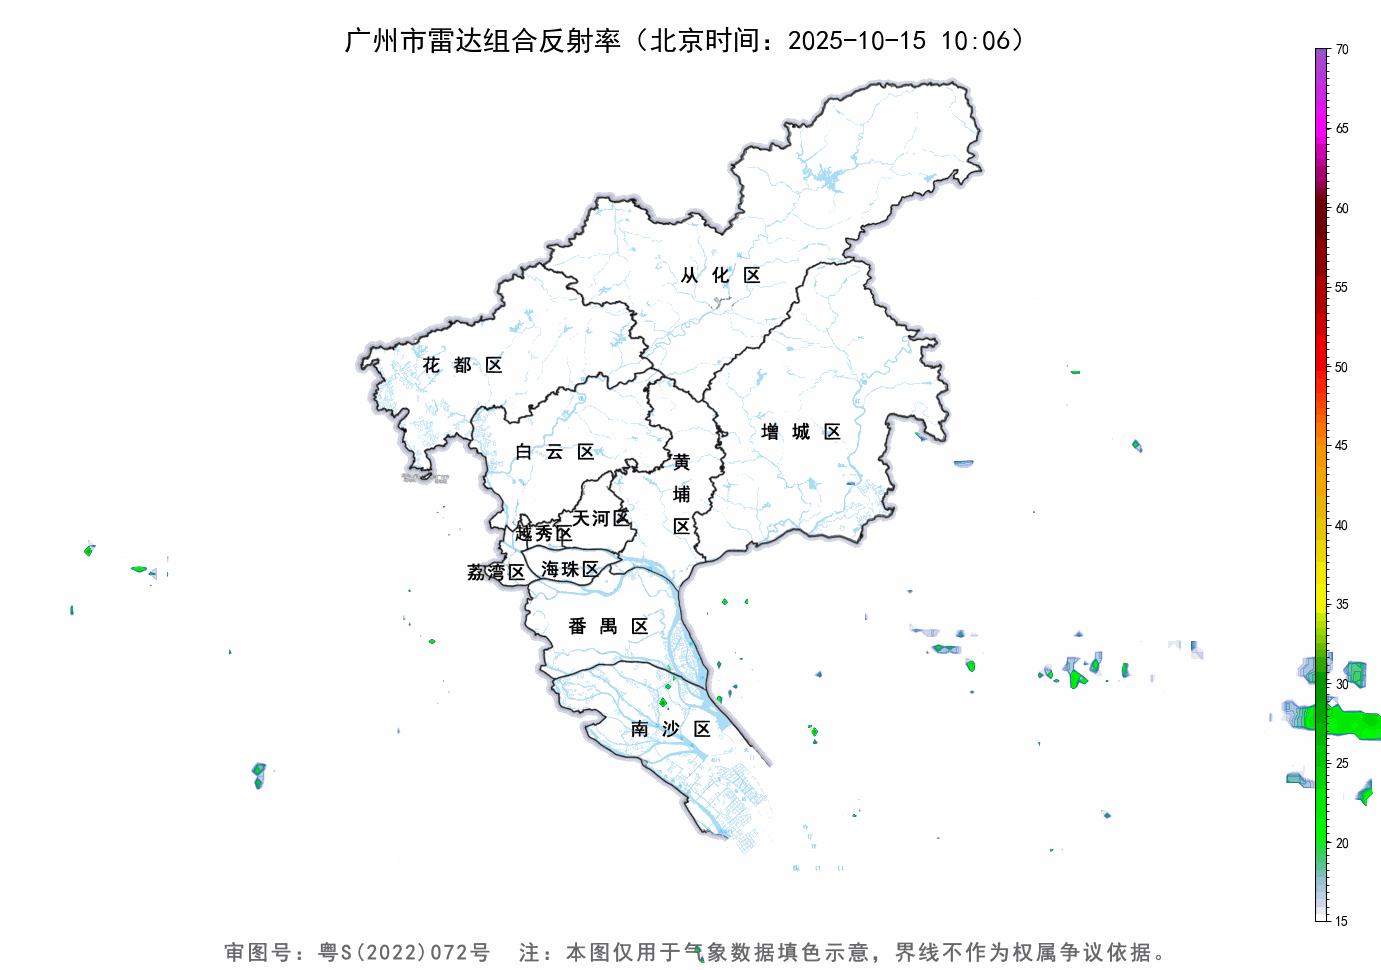 广州市雷达组合反射率（北京时间：2025-10-15 10:06）
70
65
60
55
50
45
40
35
30
25
20
15
从化区
花都区
增城区
白云区
黄埔区
天河区
越秀区
荔湾区
海珠区
番禺区
南沙区
审图号：粤S(2022)072号 注：本图仅用于气象数据填色示意，界线不作为权属争议依据。